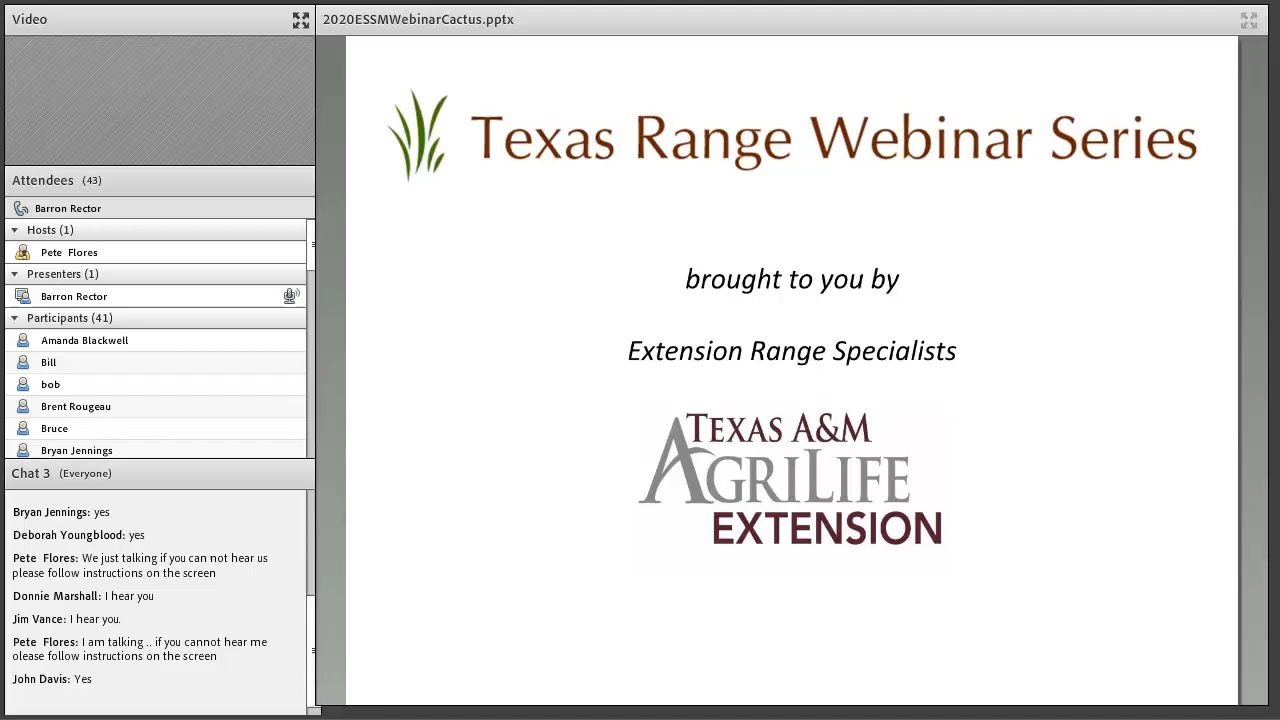 Video
2020ESSMWebinarCactus.pptx
Attendees (43)
Barron Rector
Hosts (1)
Pete Flores
Presenters (1)
Barron Rector
Participants (41)
Amanda Blackwell
Bill
bob
Brent Rougeau
Bruce
Bryan Jennings
Chat 3 (Everyone)
Bryan Jennings: yes
Deborah Youngblood: yes
Pete Flores: We just talking if you can not hear us
please follow instructions on the screen
Donnie Marshall: I hear you
Jim Vance: I hear you.
Pete Flores: I am talking .. if you cannot hear me
olease follow instructions on the screen
John Davis: Yes
Texas Range Webinar Series
brought to you by
Extension Range Specialists
TEXAS A&M
AGRILIFE
EXTENSION